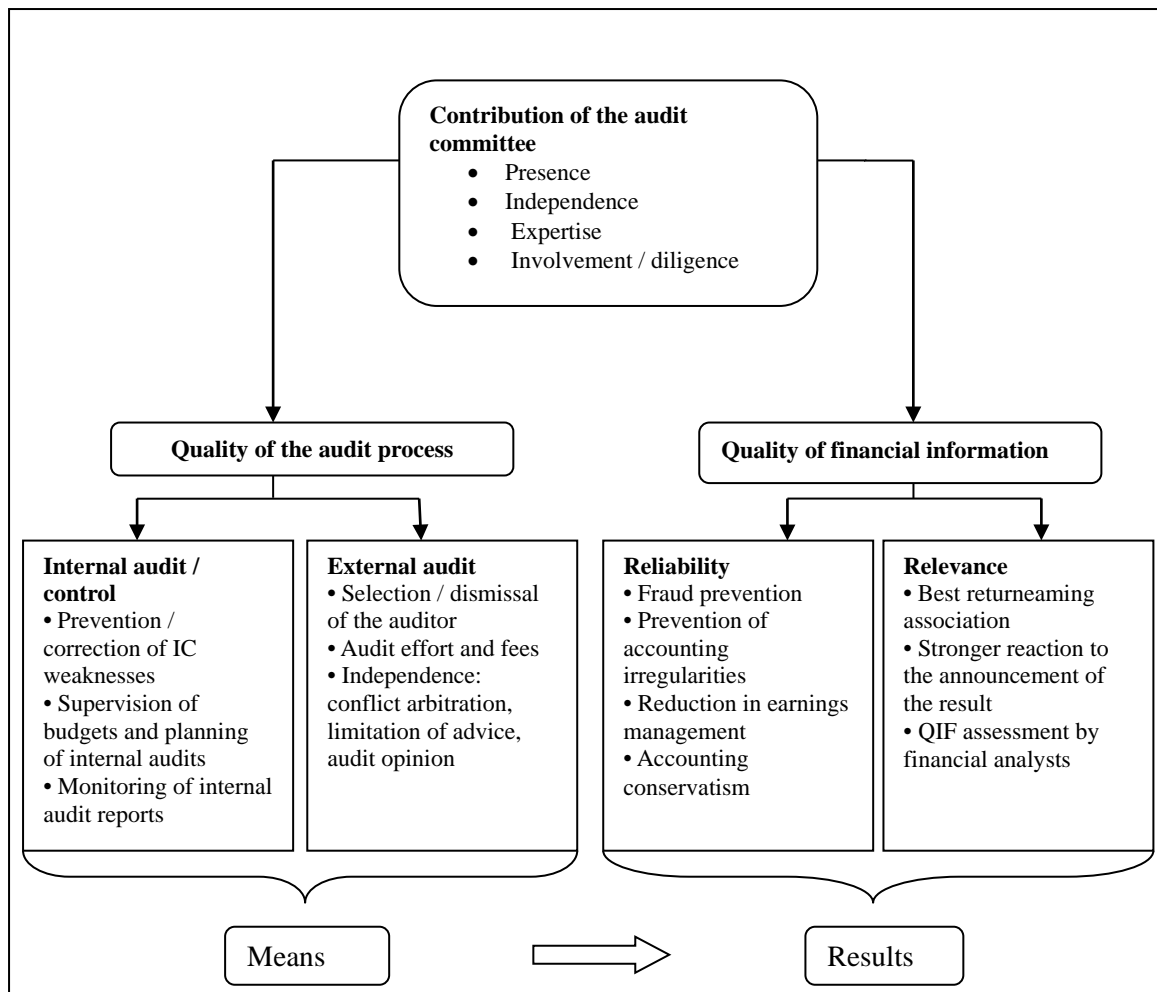 Contribution of the audit
committee
• Presence
• Independence
• Expertise
• Involvement / diligence
Quality of the audit process
Quality of financial information
Internal audit /
control
• Prevention /
correction of IC
weaknesses
• Supervision of
budgets and planning
of internal audits
• Monitoring of internal
audit reports
External audit
• Selection / dismissal
of the auditor
• Audit effort and fees
• Independence:
conflict arbitration,
limitation of advice,
audit opinion
Reliability
• Fraud prevention
• Prevention of
accounting
irregularities
• Reduction in earnings
management
• Accounting
conservatism
Relevance
• Best returneaming
association
• Stronger reaction to
the announcement of
the result
• QIF assessment by
financial analysts
Means
Results